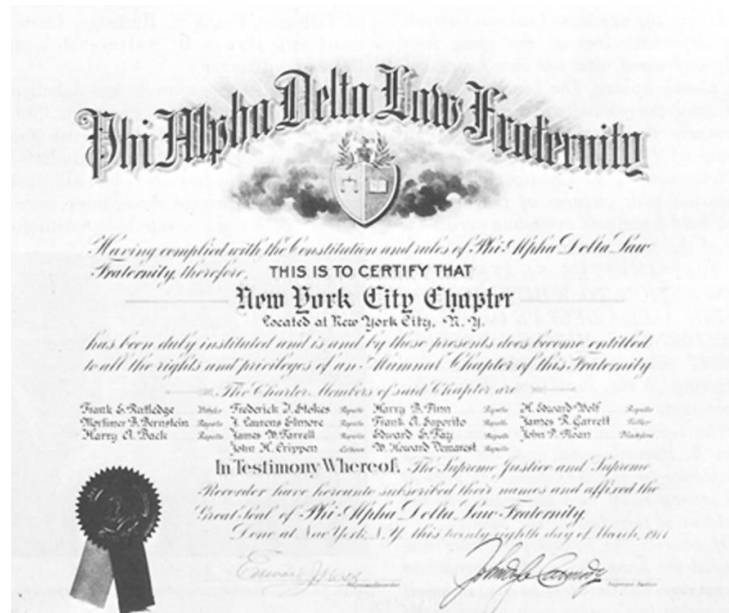 Phi Alpha Delta Law Fraternity
Having complied with the Constitution and rules of Phi Alpha Delta Law
Fraternity, therefore, THIS IS TO CERTIFY THAT
New York City Chapter
Located at New York City, N. Y.
has been duly instituted and is and by these presents does become entitled
to all the rights and privileges of an Alumni Chapter of this Fraternity
The Charter Members of said Chapter are
Frank E. Rutledge Frederick J. Stokes Harry B. Finn H. Edward Wolf
Mortimer B. Bernstein J. Laurens Elmore Frank A. Saporito James R. Garrett
Harry A. Back James W. Farrell Edward E. Fay John P. Sloan
John K. Crippen W. Howard Demarest
In Testimony Whereof, The Supreme Justice and Supreme
Recorder have hereunto subscribed their names and affixed the
Great Seal of Phi Alpha Delta Law Fraternity.
Done at New York, N.Y. this twenty eighth day of March,